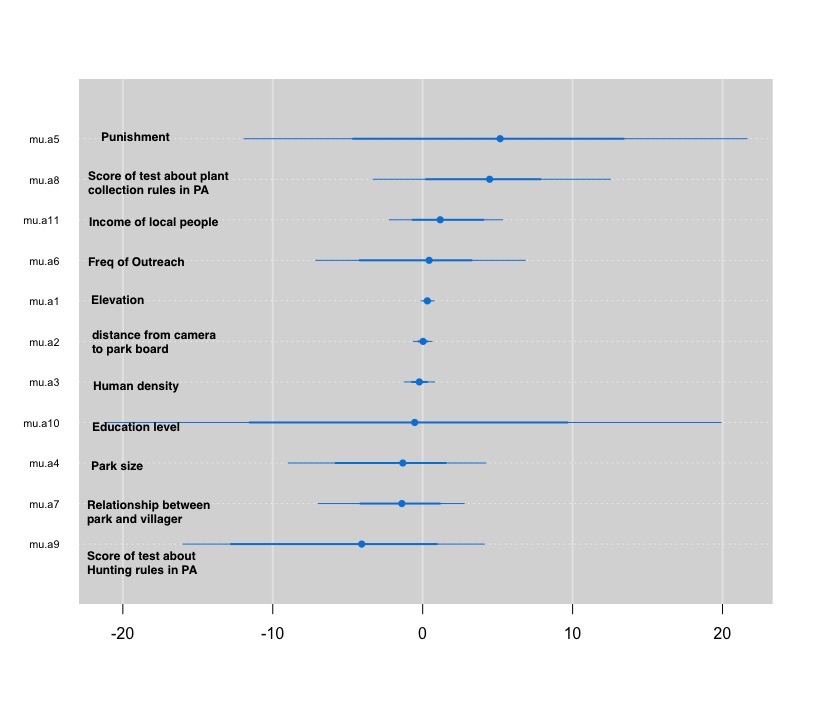 mu.a5 Punishment
mu.a8 Score of test about plant
collection rules in PA
mu.a11 Income of local people
mu.a6 Freq of Outreach
mu.a1 Elevation
mu.a2 distance from camera
to park board
mu.a3 Human density
mu.a10 Education level
mu.a4 Park size
mu.a7 Relationship between
park and villager
mu.a9 Score of test about
Hunting rules in PA
-20 -10 0 10 20